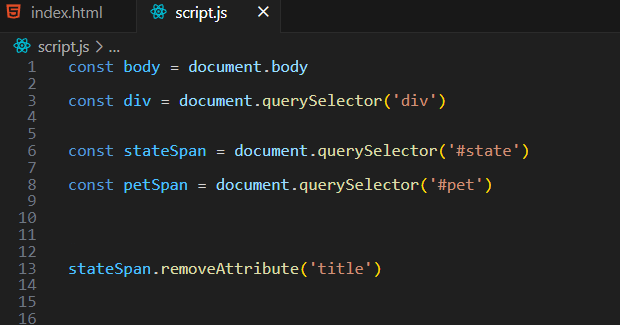 index.html script.js
script.js > ...
1 const body = document.body
2
3 const div = document.querySelector('div')
4
5
6 const stateSpan = document.querySelector('#state')
7
8 const petSpan = document.querySelector('#pet')
9
10
11
12
13 stateSpan.removeAttribute('title')
14
15
16